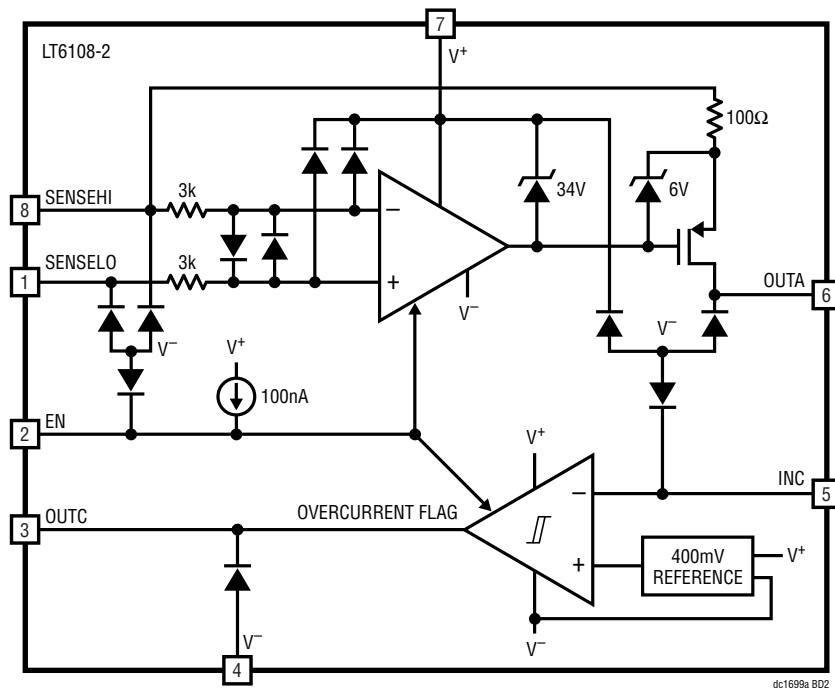 7
LT6108-2
V+
100Ω
3k
34V
6V
8
SENSEHI
−
3k
SENSELO
1
+
V−
OUTA
6
V−
V−
V+
100nA
EN
2
V+
INC
5
OUTC
3
OVERCURRENT FLAG
−
+
400mV
REFERENCE
V+
V−
V−
4
dc1699a BD2